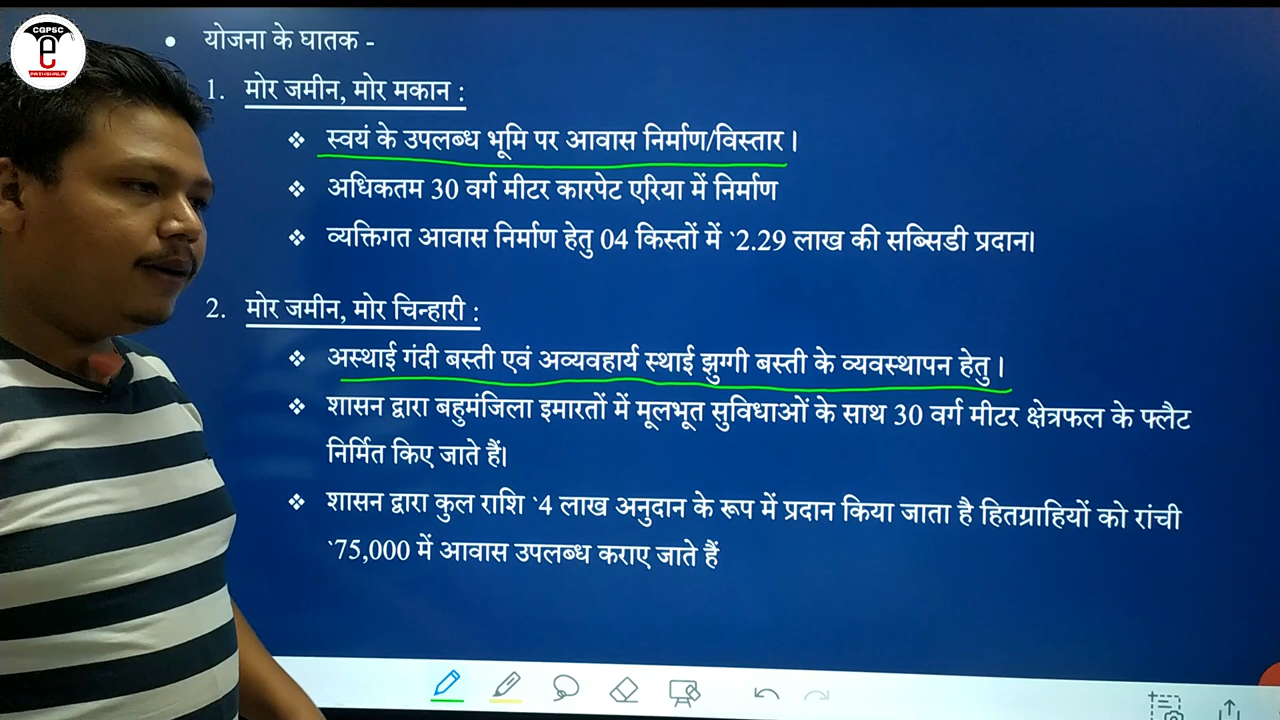 CGPSC
e
PATHSHALA
• योजना के घातक -
1. मोर जमीन, मोर मकान :
❖ स्वयं के उपलब्ध भूमि पर आवास निर्माण/विस्तार ।
❖ अधिकतम 30 वर्ग मीटर कारपेट एरिया में निर्माण
❖ व्यक्तिगत आवास निर्माण हेतु 04 किस्तों में `2.29 लाख की सब्सिडी प्रदान।
2. मोर जमीन, मोर चिन्हारी :
❖ अस्थाई गंदी बस्ती एवं अव्यवहार्य स्थाई झुग्गी बस्ती के व्यवस्थापन हेतु ।
❖ शासन द्वारा बहुमंजिला इमारतों में मूलभूत सुविधाओं के साथ 30 वर्ग मीटर क्षेत्रफल के फ्लैट
निर्मित किए जाते हैं।
❖ शासन द्वारा कुल राशि `4 लाख अनुदान के रूप में प्रदान किया जाता है हितग्राहियों को रांची
`75,000 में आवास उपलब्ध कराए जाते हैं